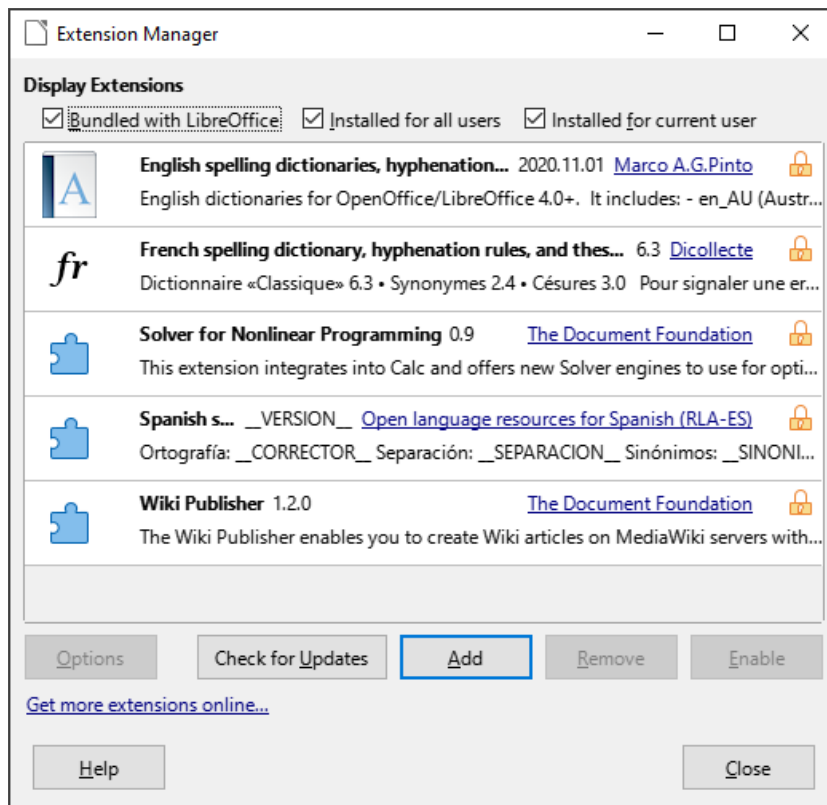 Extension Manager
Display Extensions
Bundled with LibreOffice Installed for all users Installed for current user
A English spelling dictionaries, hyphenation... 2020.11.01 Marco A.G.Pinto
English dictionaries for OpenOffice/LibreOffice 4.0+. It includes: - en_AU (Austr...
fr French spelling dictionary, hyphenation rules, and thes... 6.3 Dicollecte
Dictionnaire «Classique» 6.3 • Synonymes 2.4 • Césures 3.0 Pour signaler une er...
Solver for Nonlinear Programming 0.9 The Document Foundation
This extension integrates into Calc and offers new Solver engines to use for opti...
Spanish s... __VERSION__ Open language resources for Spanish (RLA-ES)
Ortografía: __CORRECTOR__ Separación: __SEPARACION__ Sinónimos: __SINONI...
Wiki Publisher 1.2.0 The Document Foundation
The Wiki Publisher enables you to create Wiki articles on MediaWiki servers with...
Options Check for Updates Add Remove Enable
Get more extensions online...
Help Close